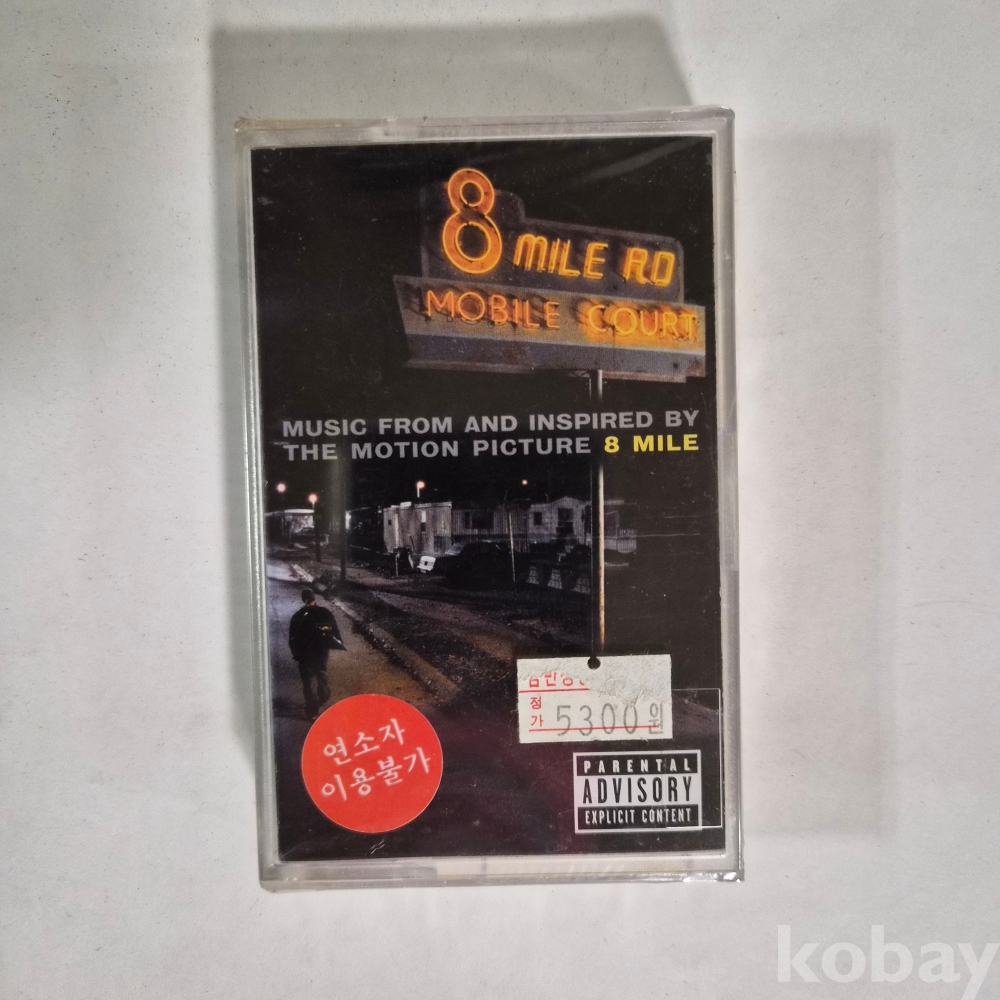 8 MILE RD
MOBILE COURT
MUSIC FROM AND INSPIRED BY
THE MOTION PICTURE 8 MILE
정
가 5300원
연소자
이용불가
PARENTAL
ADVISORY
EXPLICIT CONTENT
kobay